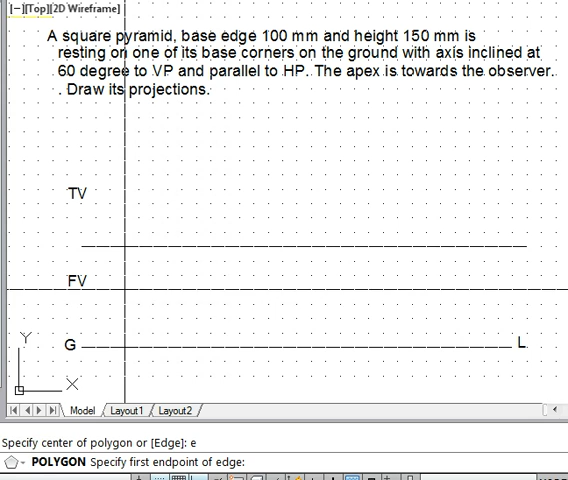 [−][Top][2D Wireframe]
A square pyramid, base edge 100 mm and height 150 mm is
resting on one of its base corners on the ground with axis inclined at
60 degree to VP and parallel to HP. The apex is towards the observer.
. Draw its projections.
TV
FV
Y
G
L
X
Model Layout1 Layout2
Specify center of polygon or [Edge]: e
POLYGON Specify first endpoint of edge: